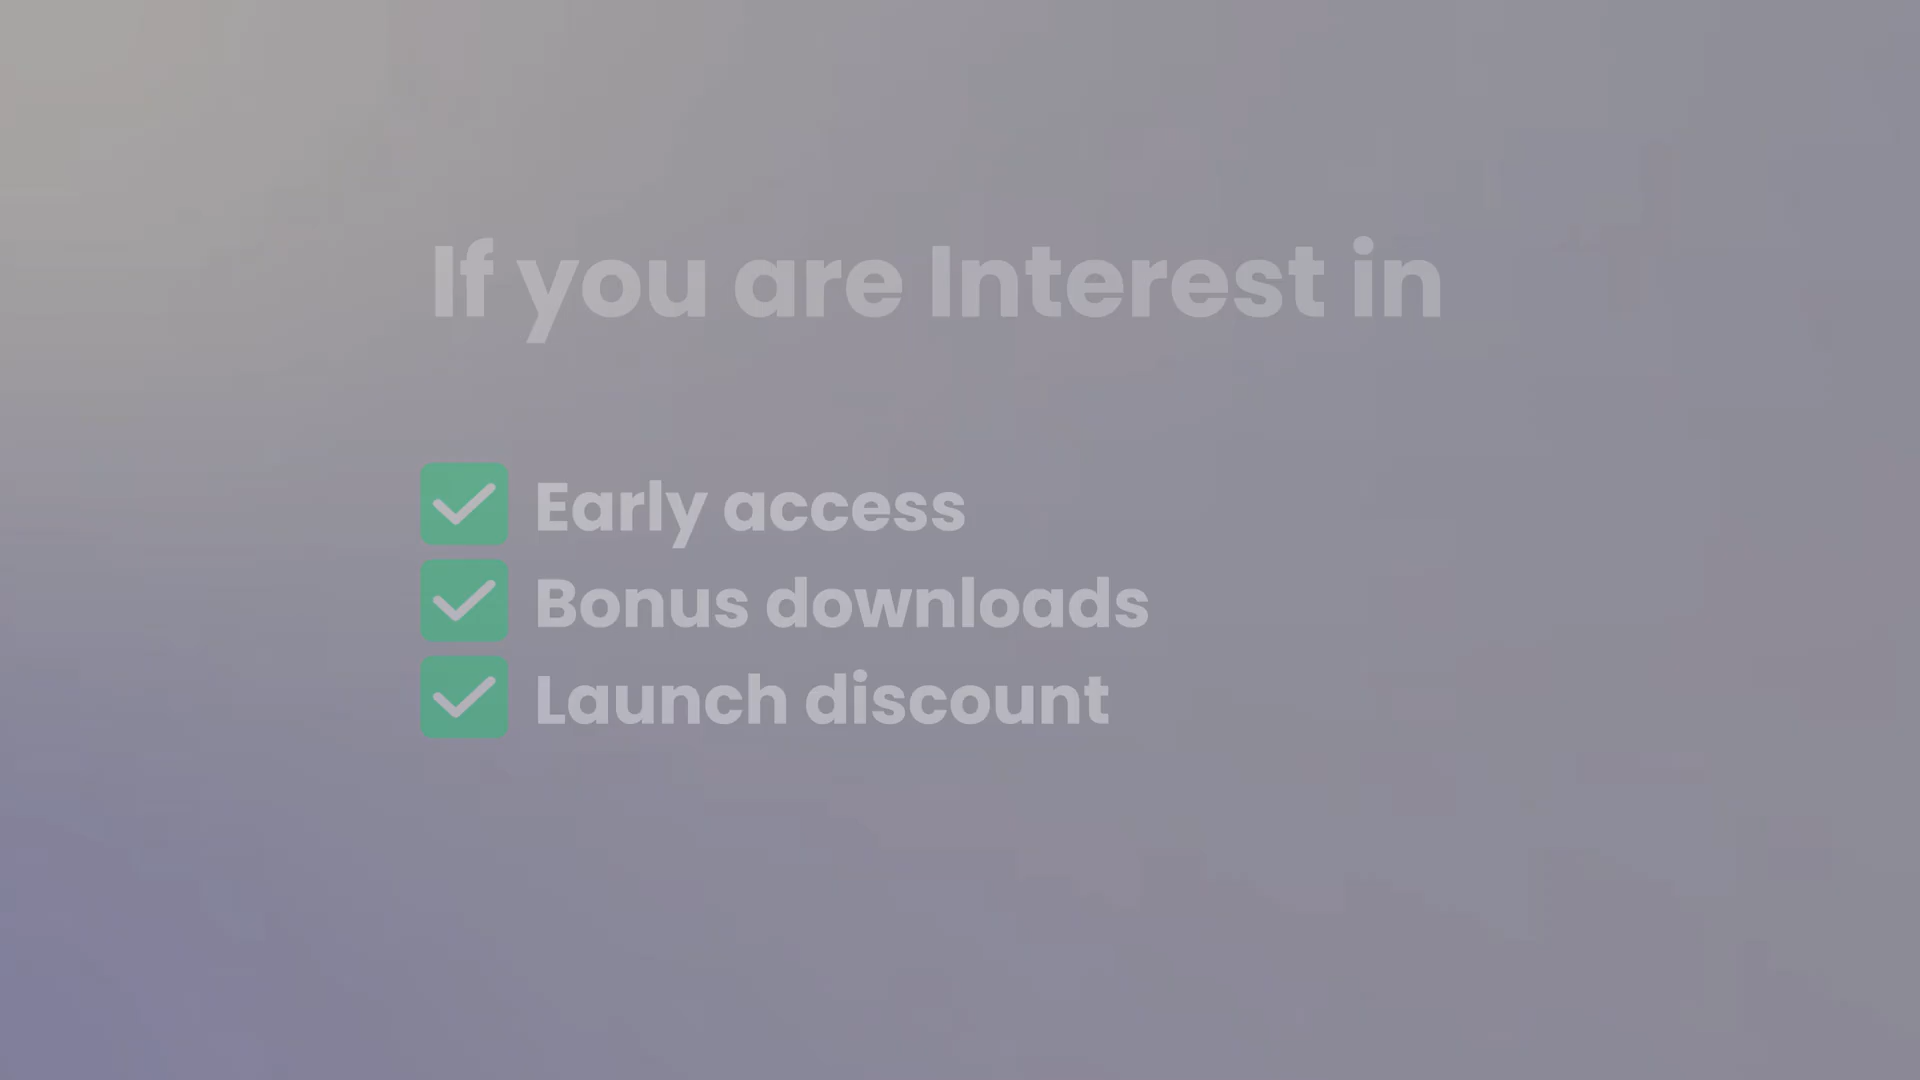 If you are Interest in
Early access
Bonus downloads
Launch discount